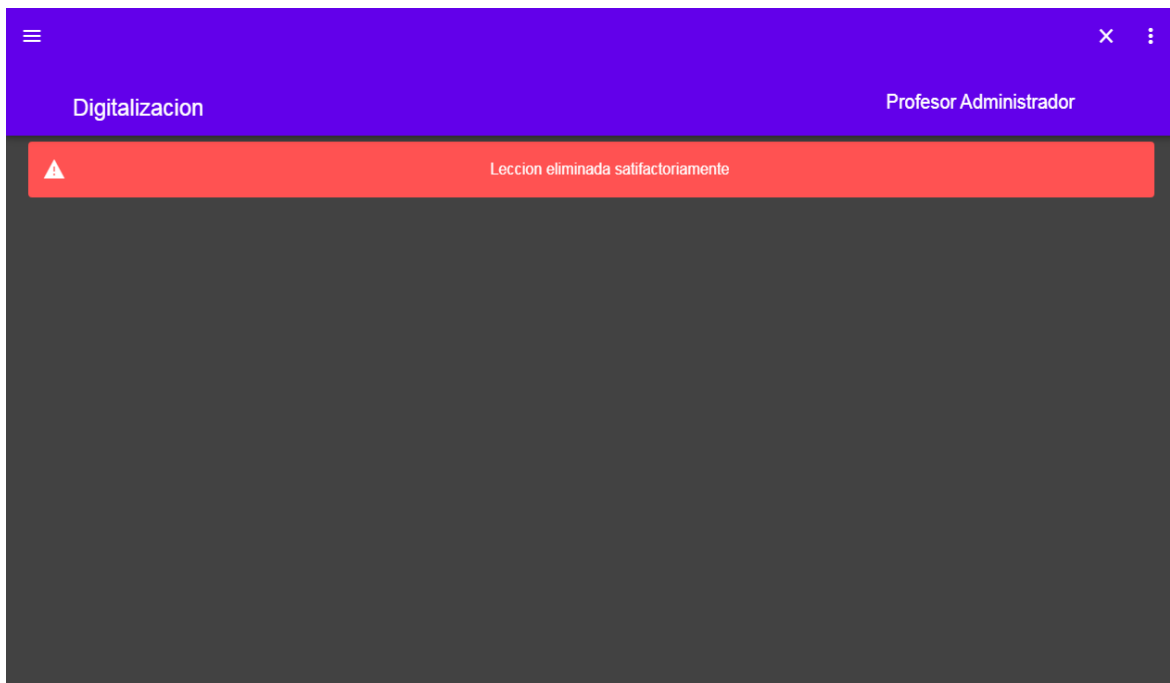 Digitalizacion
Profesor Administrador
Leccion eliminada satifactoriamente